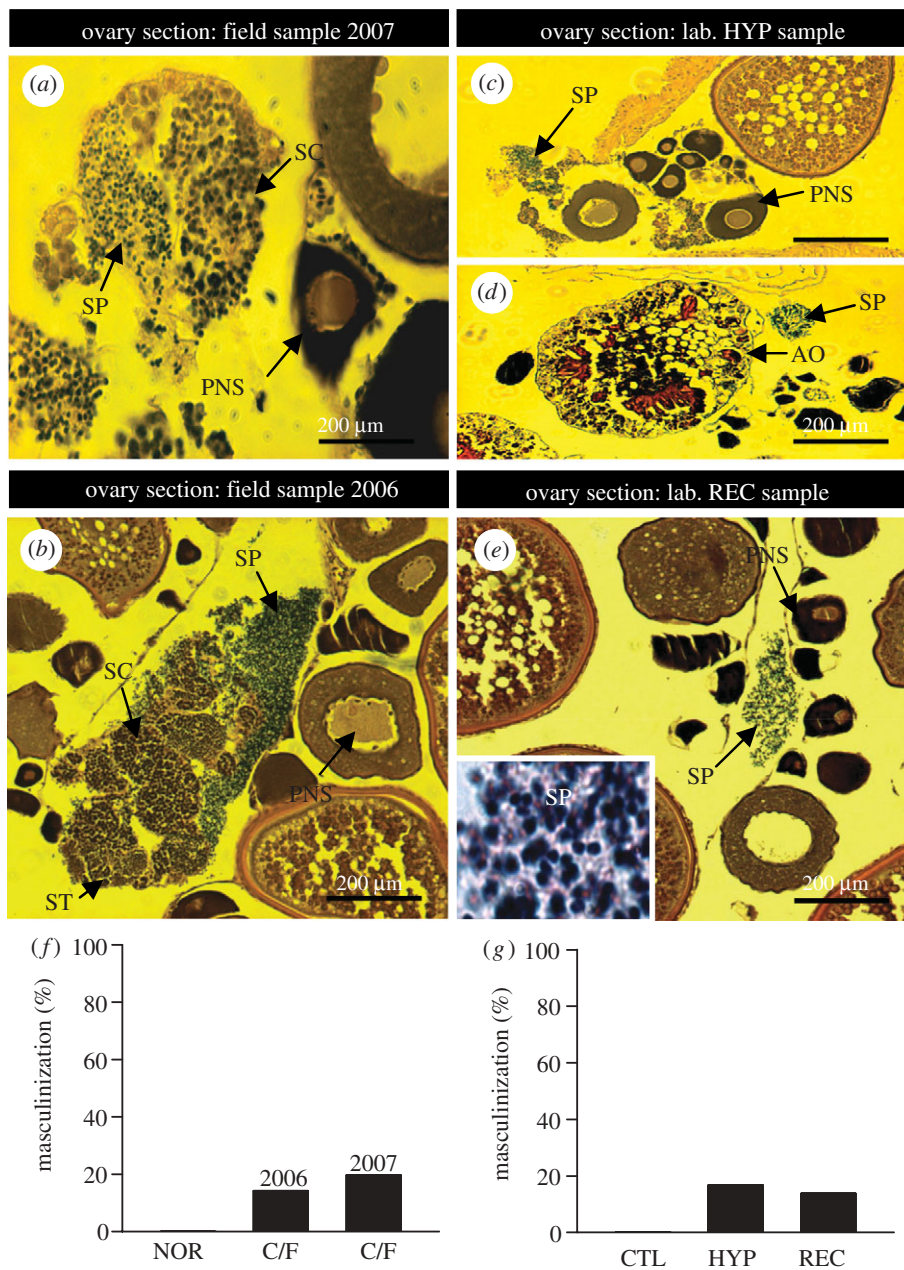 ovary section: field sample 2007
(a)
SC
SP
PNS
200 µm
ovary section: lab. HYP sample
(c)
SP
PNS
(d)
SP
AO
200 µm
ovary section: field sample 2006
(b)
SP
SC
PNS
ST
200 µm
ovary section: lab. REC sample
(e)
PNS
SP
SP
200 µm
(f)
masculinization (%)
100
80
60
40
20
0
2006
2007
NOR C/F C/F
(g)
masculinization (%)
100
80
60
40
20
0
CTL HYP REC